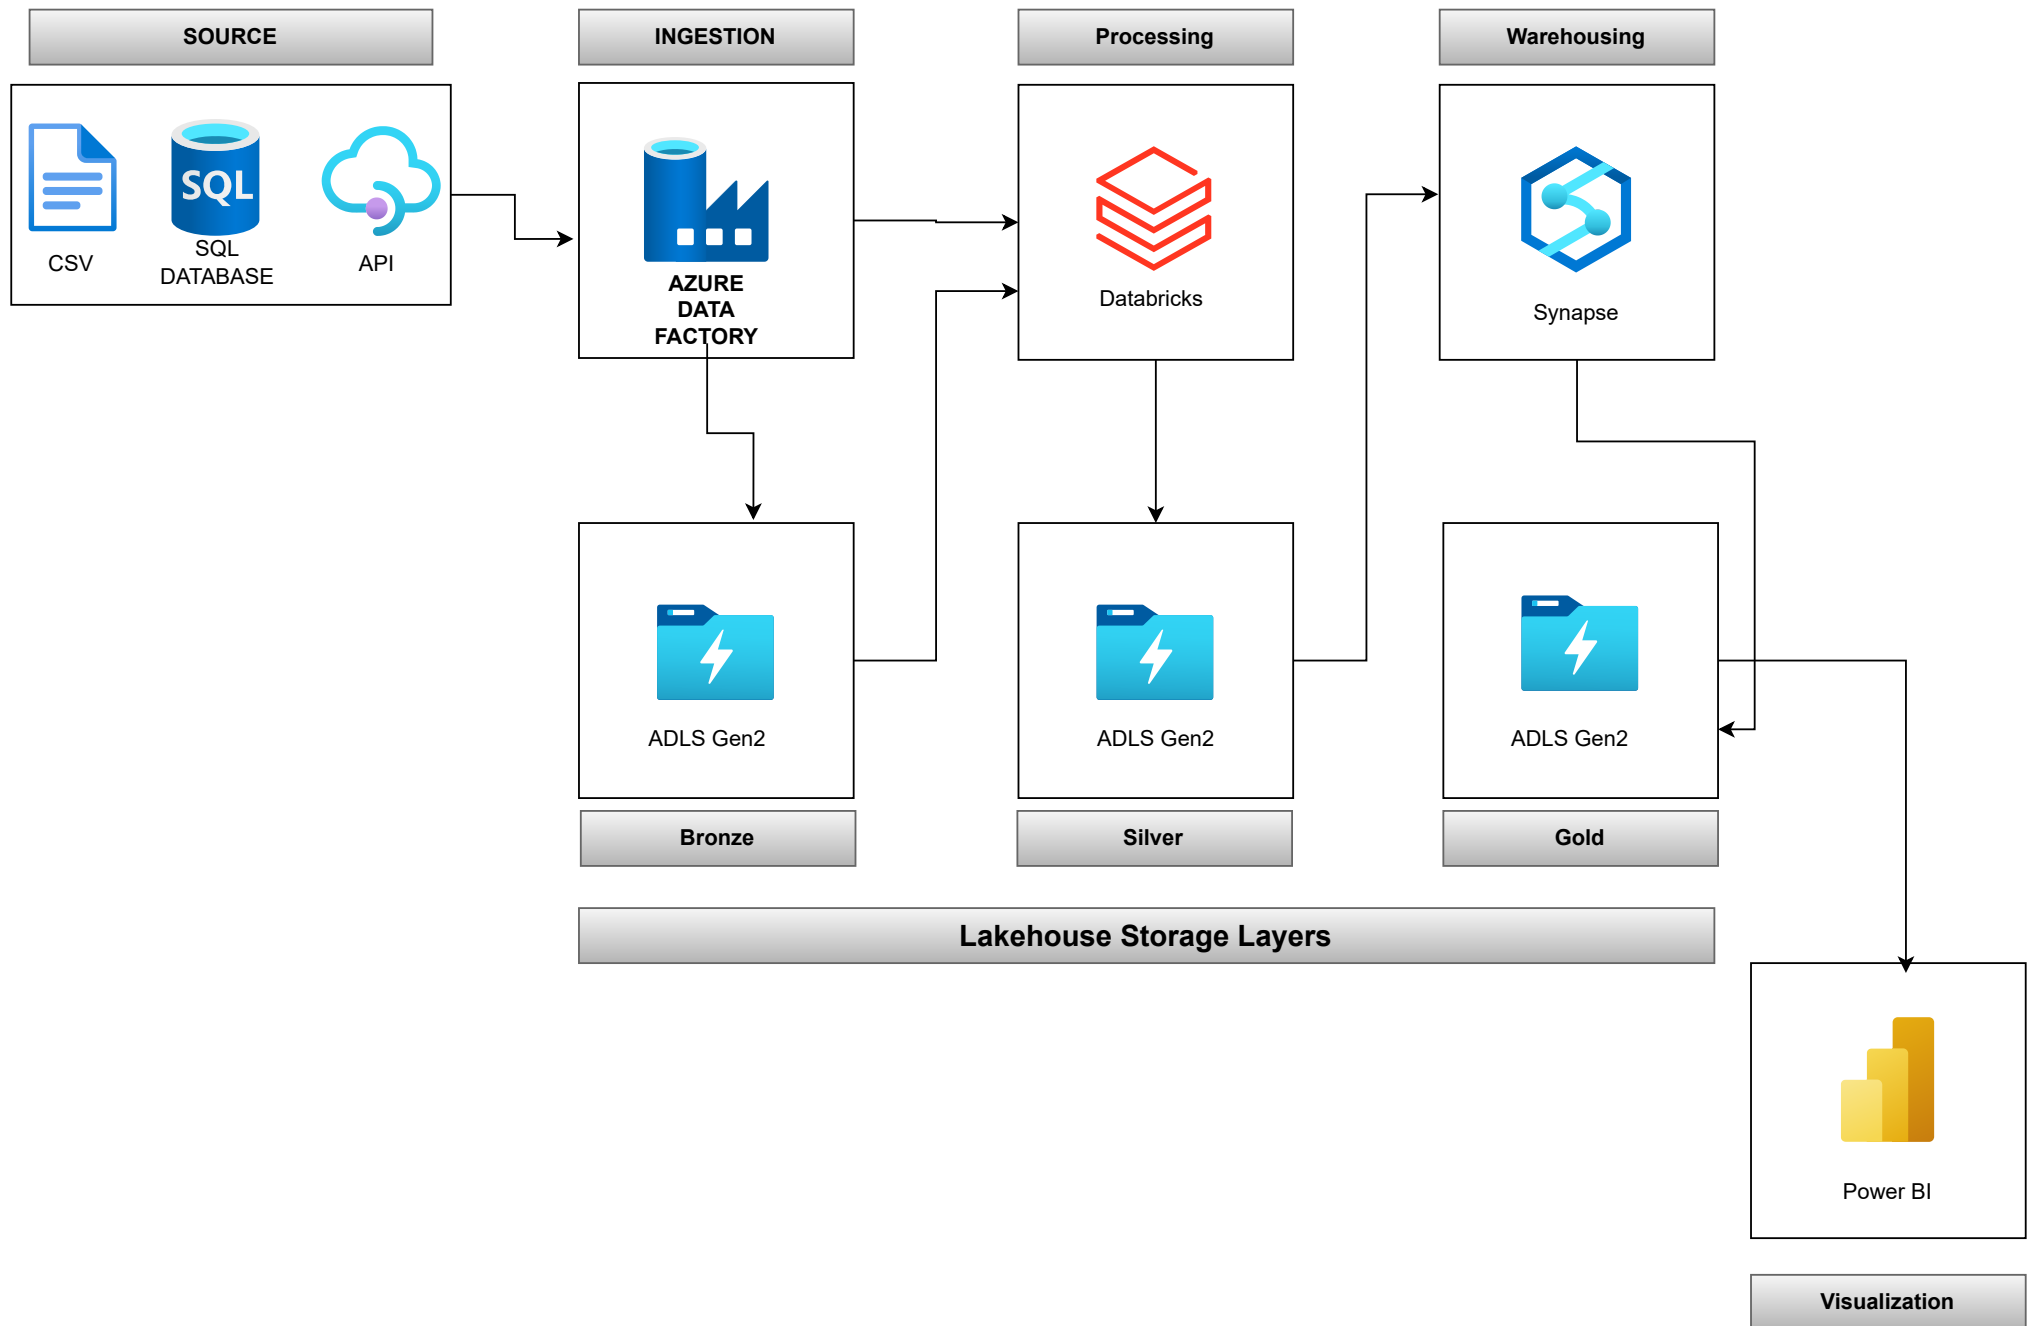 SOURCE
INGESTION
Processing
Warehousing
SQL
CSV
SQL
DATABASE
API
AZURE
DATA
FACTORY
Databricks
Synapse
ADLS Gen2
ADLS Gen2
ADLS Gen2
Bronze
Silver
Gold
Lakehouse Storage Layers
Power BI
Visualization